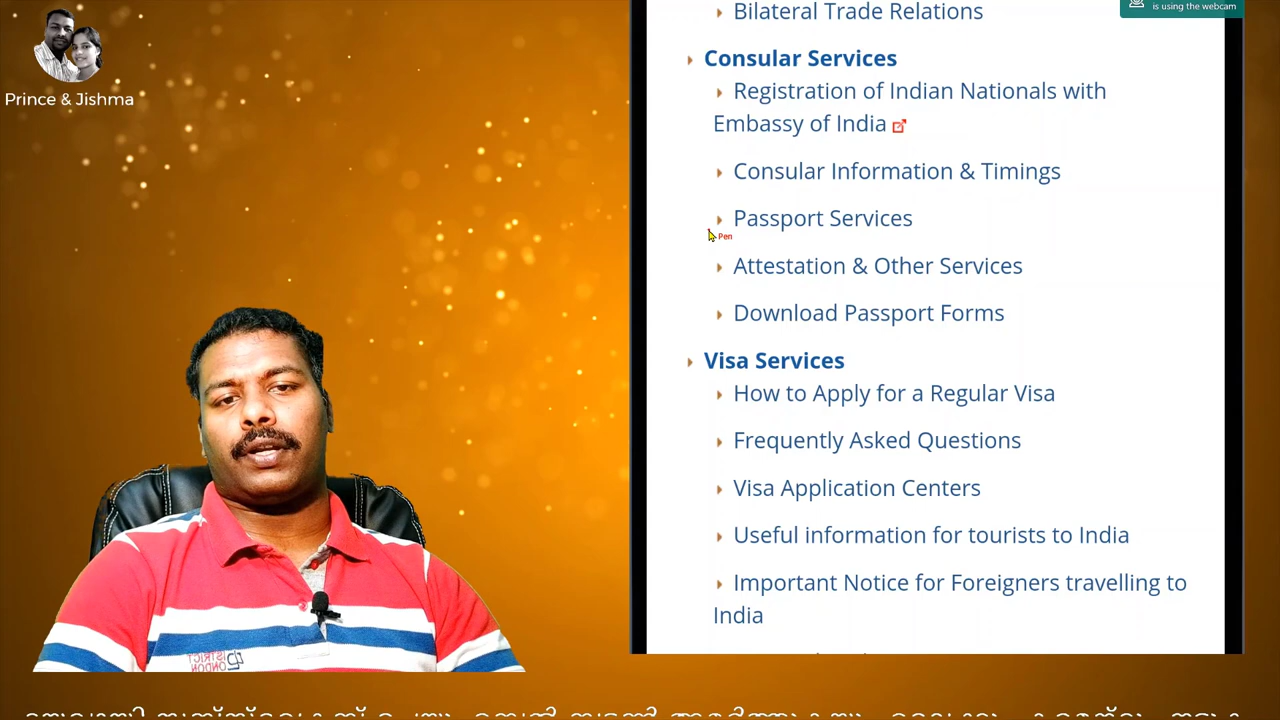 Prince & Jishma
is using the webcam
Bilateral Trade Relations
Consular Services
Registration of Indian Nationals with
Embassy of India
Consular Information & Timings
Passport Services
Pen
Attestation & Other Services
Download Passport Forms
Visa Services
How to Apply for a Regular Visa
Frequently Asked Questions
Visa Application Centers
Useful information for tourists to India
Important Notice for Foreigners travelling to
India
DISTRICT
LONDON